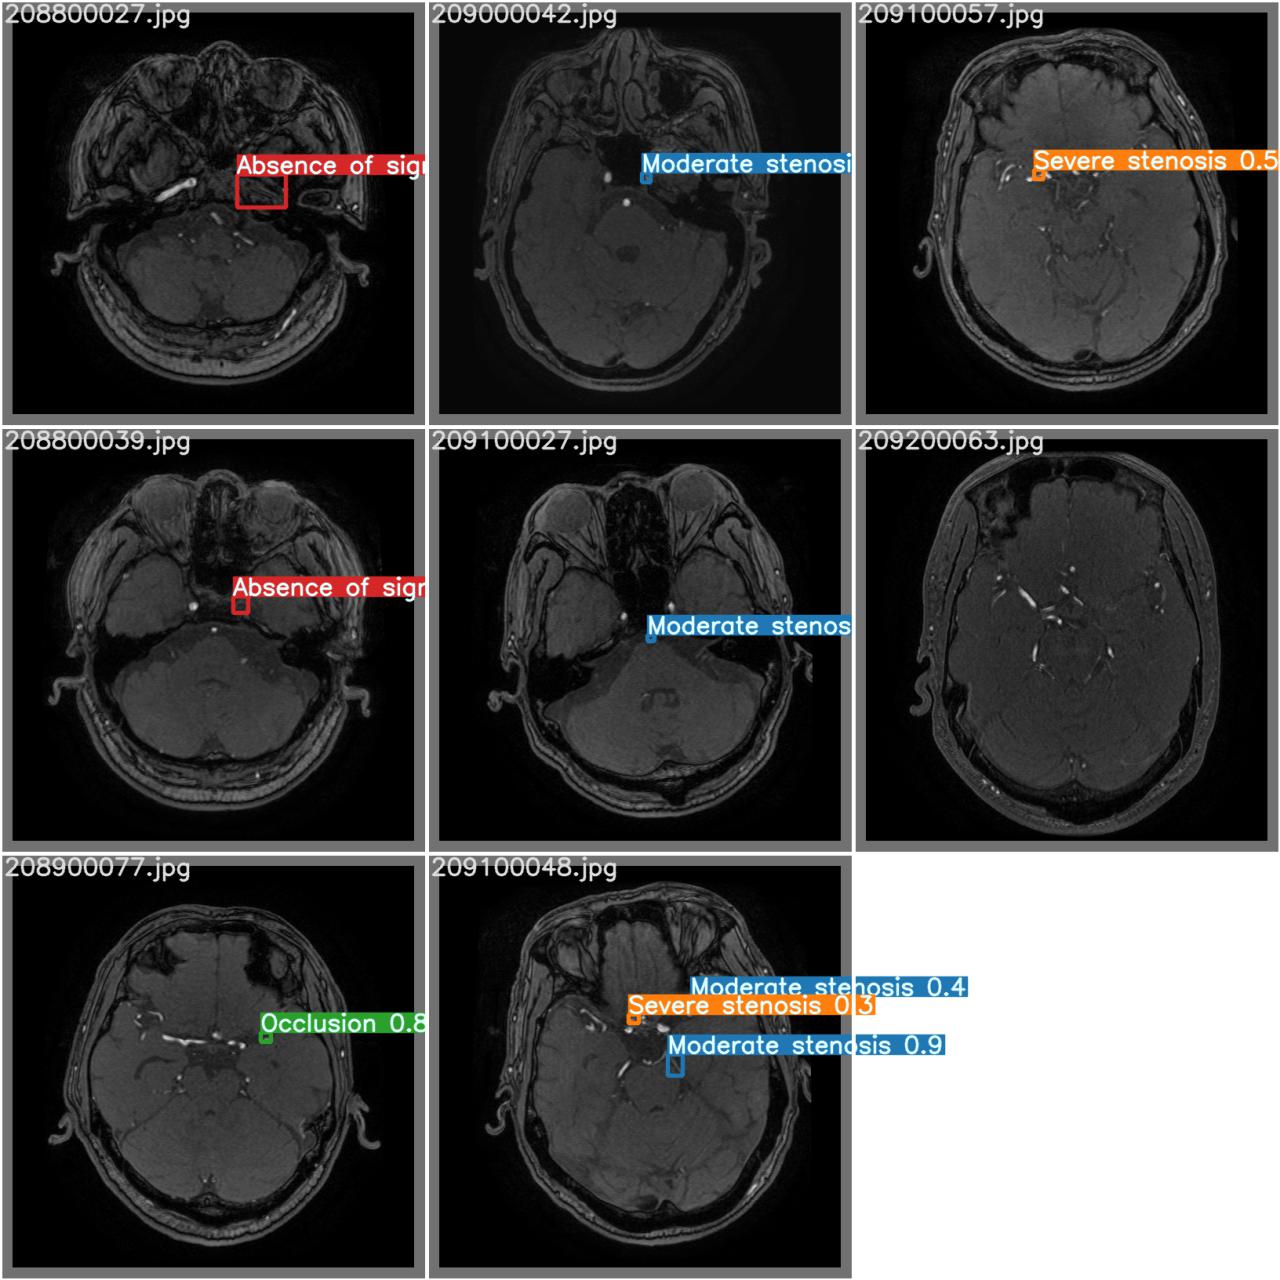 208800027.jpg
209000042.jpg
209100057.jpg
Absence of sigr
Moderate stenosi
Severe stenosis 0.5
208800039.jpg
209100027.jpg
209200063.jpg
Absence of sigr
Moderate stenos
208900077.jpg
209100048.jpg
Moderate stenosis 0.4
Severe stenosis 0.3
Occlusion 0.8
Moderate stenosis 0.9